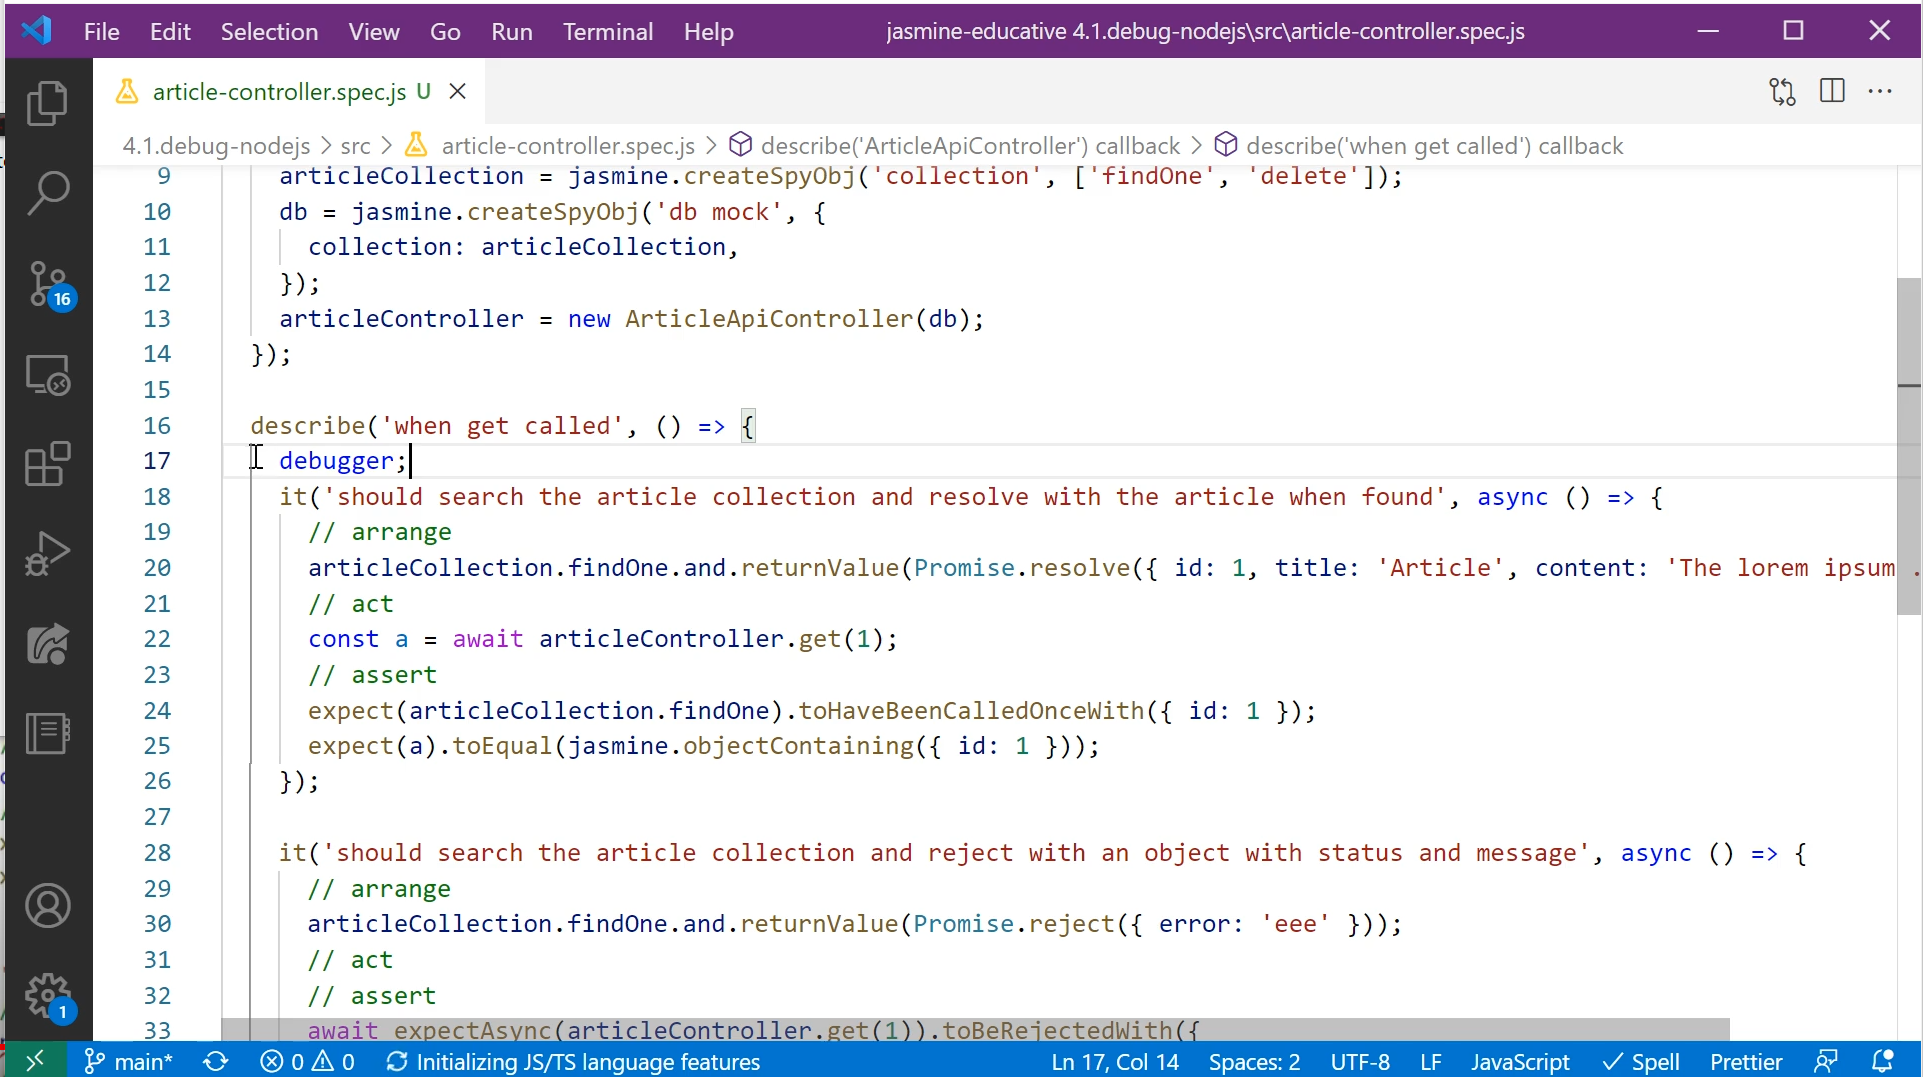 File Edit Selection View Go Run Terminal Help jasmine-educative 4.1.debug-nodejs\src\article-controller.spec.js
article-controller.spec.js U
4.1.debug-nodejs > src > article-controller.spec.js > describe('ArticleApiController') callback > describe('when get called') callback
9 articleCollection = jasmine.createSpyObj('collection', ['findOne', 'delete']);
10 db = jasmine.createSpyObj('db mock', {
11 collection: articleCollection,
12 });
13 articleController = new ArticleApiController(db);
14 });
15
16 describe('when get called', () => {
17 debugger;
18 it('should search the article collection and resolve with the article when found', async () => {
19 // arrange
20 articleCollection.findOne.and.returnValue(Promise.resolve({ id: 1, title: 'Article', content: 'The lorem ipsum .
21 // act
22 const a = await articleController.get(1);
23 // assert
24 expect(articleCollection.findOne).toHaveBeenCalledOnceWith({ id: 1 });
25 expect(a).toEqual(jasmine.objectContaining({ id: 1 }));
26 });
27
28 it('should search the article collection and reject with an object with status and message', async () => {
29 // arrange
30 articleCollection.findOne.and.returnValue(Promise.reject({ error: 'eee' }));
31 // act
32 // assert
33 await expectAsync(articleController.get(1)).toBeRejectedWith({
16
1
main* 0 0 Initializing JS/TS language features Ln 17, Col 14 Spaces: 2 UTF-8 LF JavaScript Spell Prettier